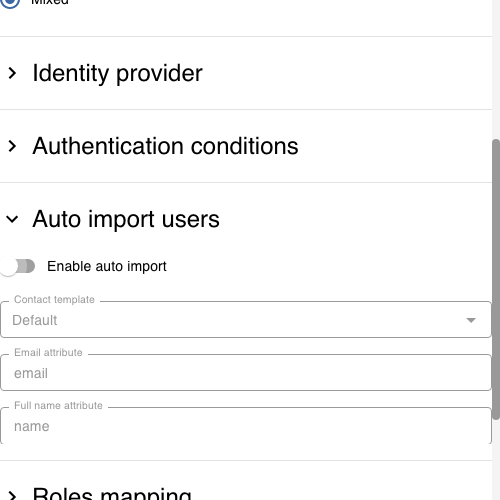 Mixed
Identity provider
Authentication conditions
Auto import users
Enable auto import
Contact template
Default
Email attribute
email
Full name attribute
name
Roles mapping